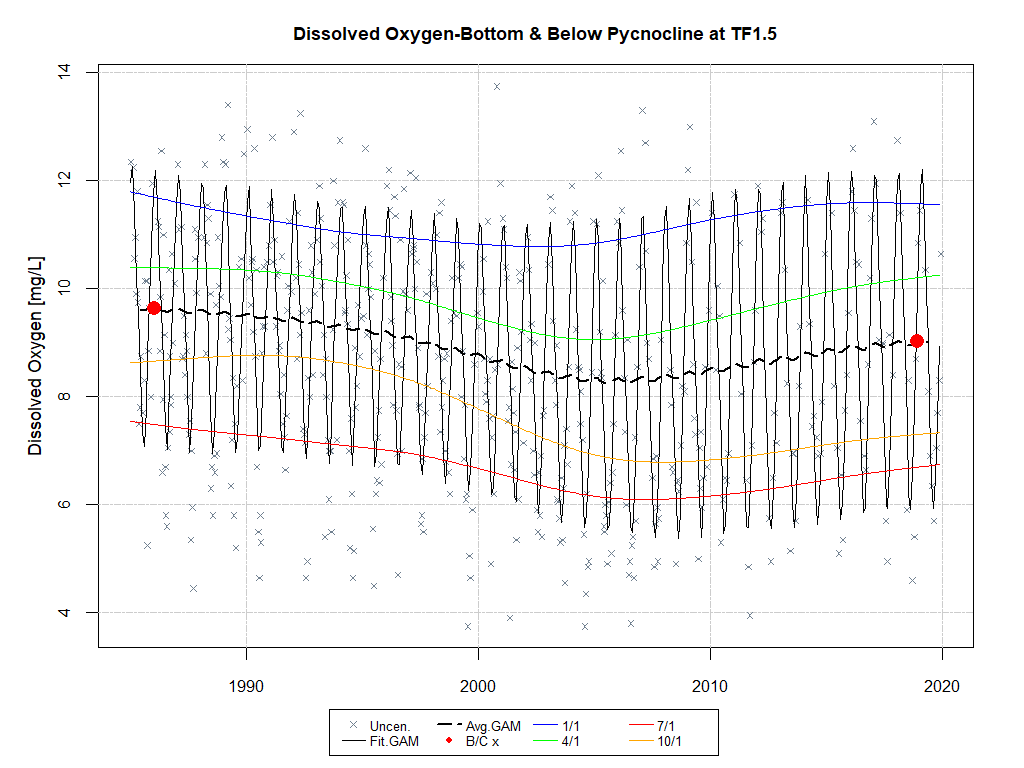 Dissolved Oxygen-Bottom & Below Pycnocline at TF1.5
Dissolved Oxygen [mg/L]
14
12
10
8
6
4
1990 2000 2010 2020
Uncen. Avg.GAM 1/1 7/1
Fit.GAM B/C x 4/1 10/1